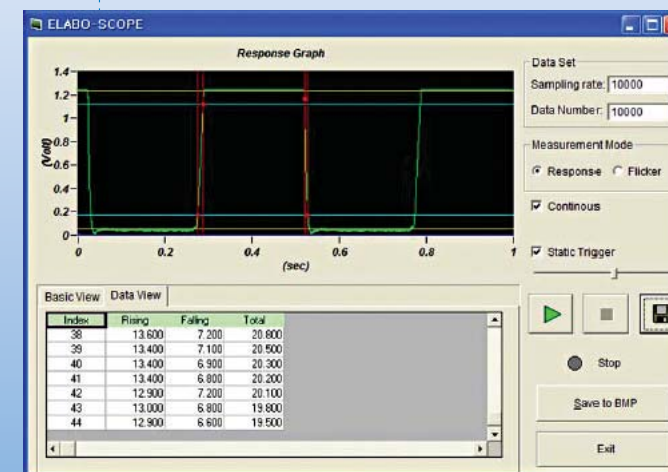 ELABO-SCOPE
Response Graph
1.4
1.2
1
0.8
0.6
0.4
0.2
0
(Volt)
0 0.2 0.4 0.6 0.8 1
(sec)
Data Set
Sampling rate: 10000
Data Number: 10000
Measurement Mode
Response Flicker
Continous
Static Trigger
Stop
Save to BMP
Exit
Basic View Data View
Index Rising Falling Total
38 13.600 7.200 20.800
39 13.400 7.100 20.500
40 13.400 6.900 20.300
41 13.400 6.800 20.200
42 12.900 7.200 20.100
43 13.000 6.800 19.800
44 12.900 6.600 19.500